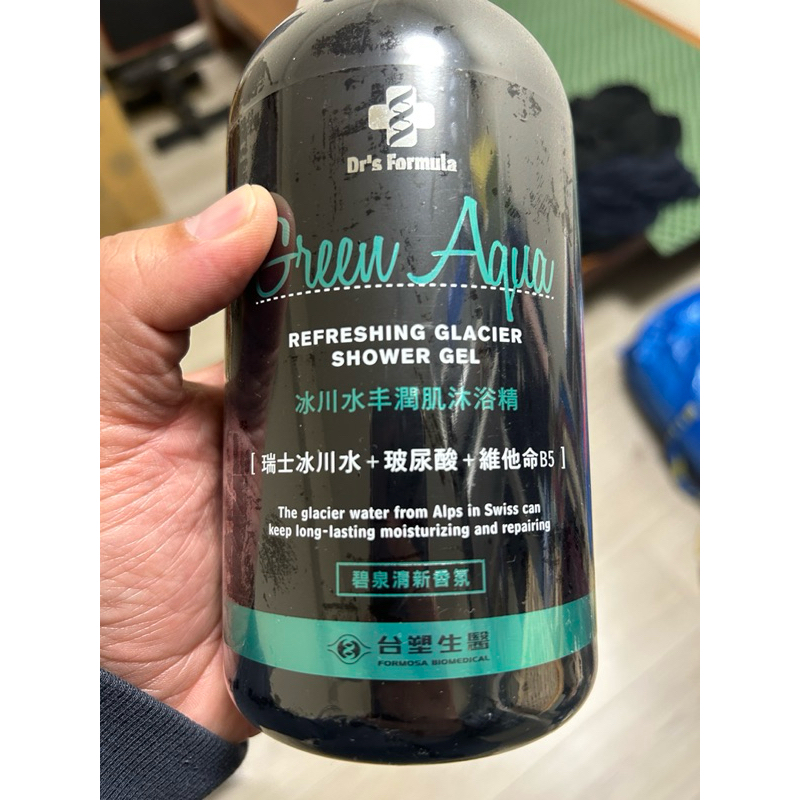 Dr's Formula
Green Aqua
REFRESHING GLACIER
SHOWER GEL
冰川水丰潤肌沐浴精
[ 瑞士冰川水+玻尿酸+維他命B5 ]
The glacier water from Alps in Swiss can
keep long-lasting moisturizing and repairing
碧泉清新香氛
台塑生醫
FORMOSA BIOMEDICAL